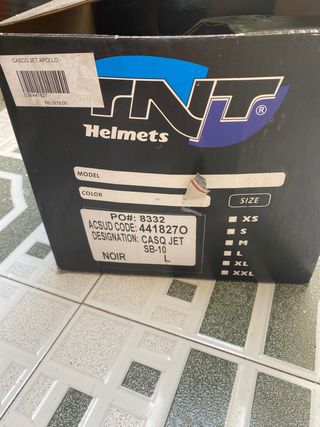 CASCO JET APOLLO
TNT®
Helmets
MODEL
COLOR
SIZE
PO#: 8332
ACSUD CODE: 441827O
DESIGNATION: CASQ JET
SB-10
NOIR L
XS
S
M
L
XL
XXL